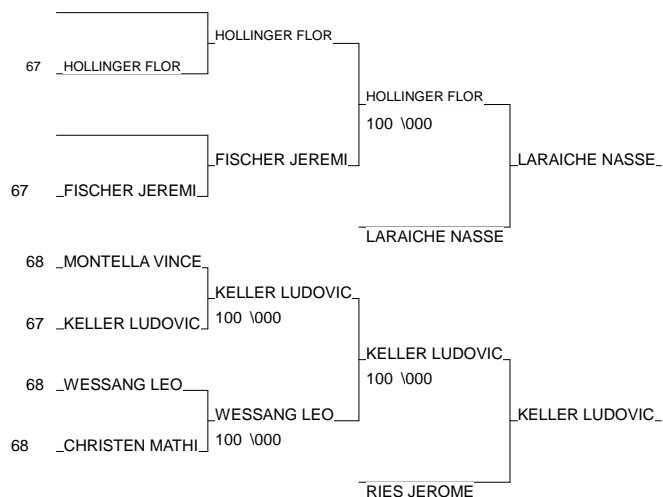 HOLLINGER FLOR
67 HOLLINGER FLOR
HOLLINGER FLOR
100 \000
FISCHER JEREMI
LARAICHE NASSE
67 FISCHER JEREMI
LARAICHE NASSE
68 MONTELLA VINCE
KELLER LUDOVIC
100 \000
67 KELLER LUDOVIC
KELLER LUDOVIC
100 \000
68 WESSANG LEO
WESSANG LEO
100 \000
KELLER LUDOVIC
68 CHRISTEN MATHI
RIES JEROME